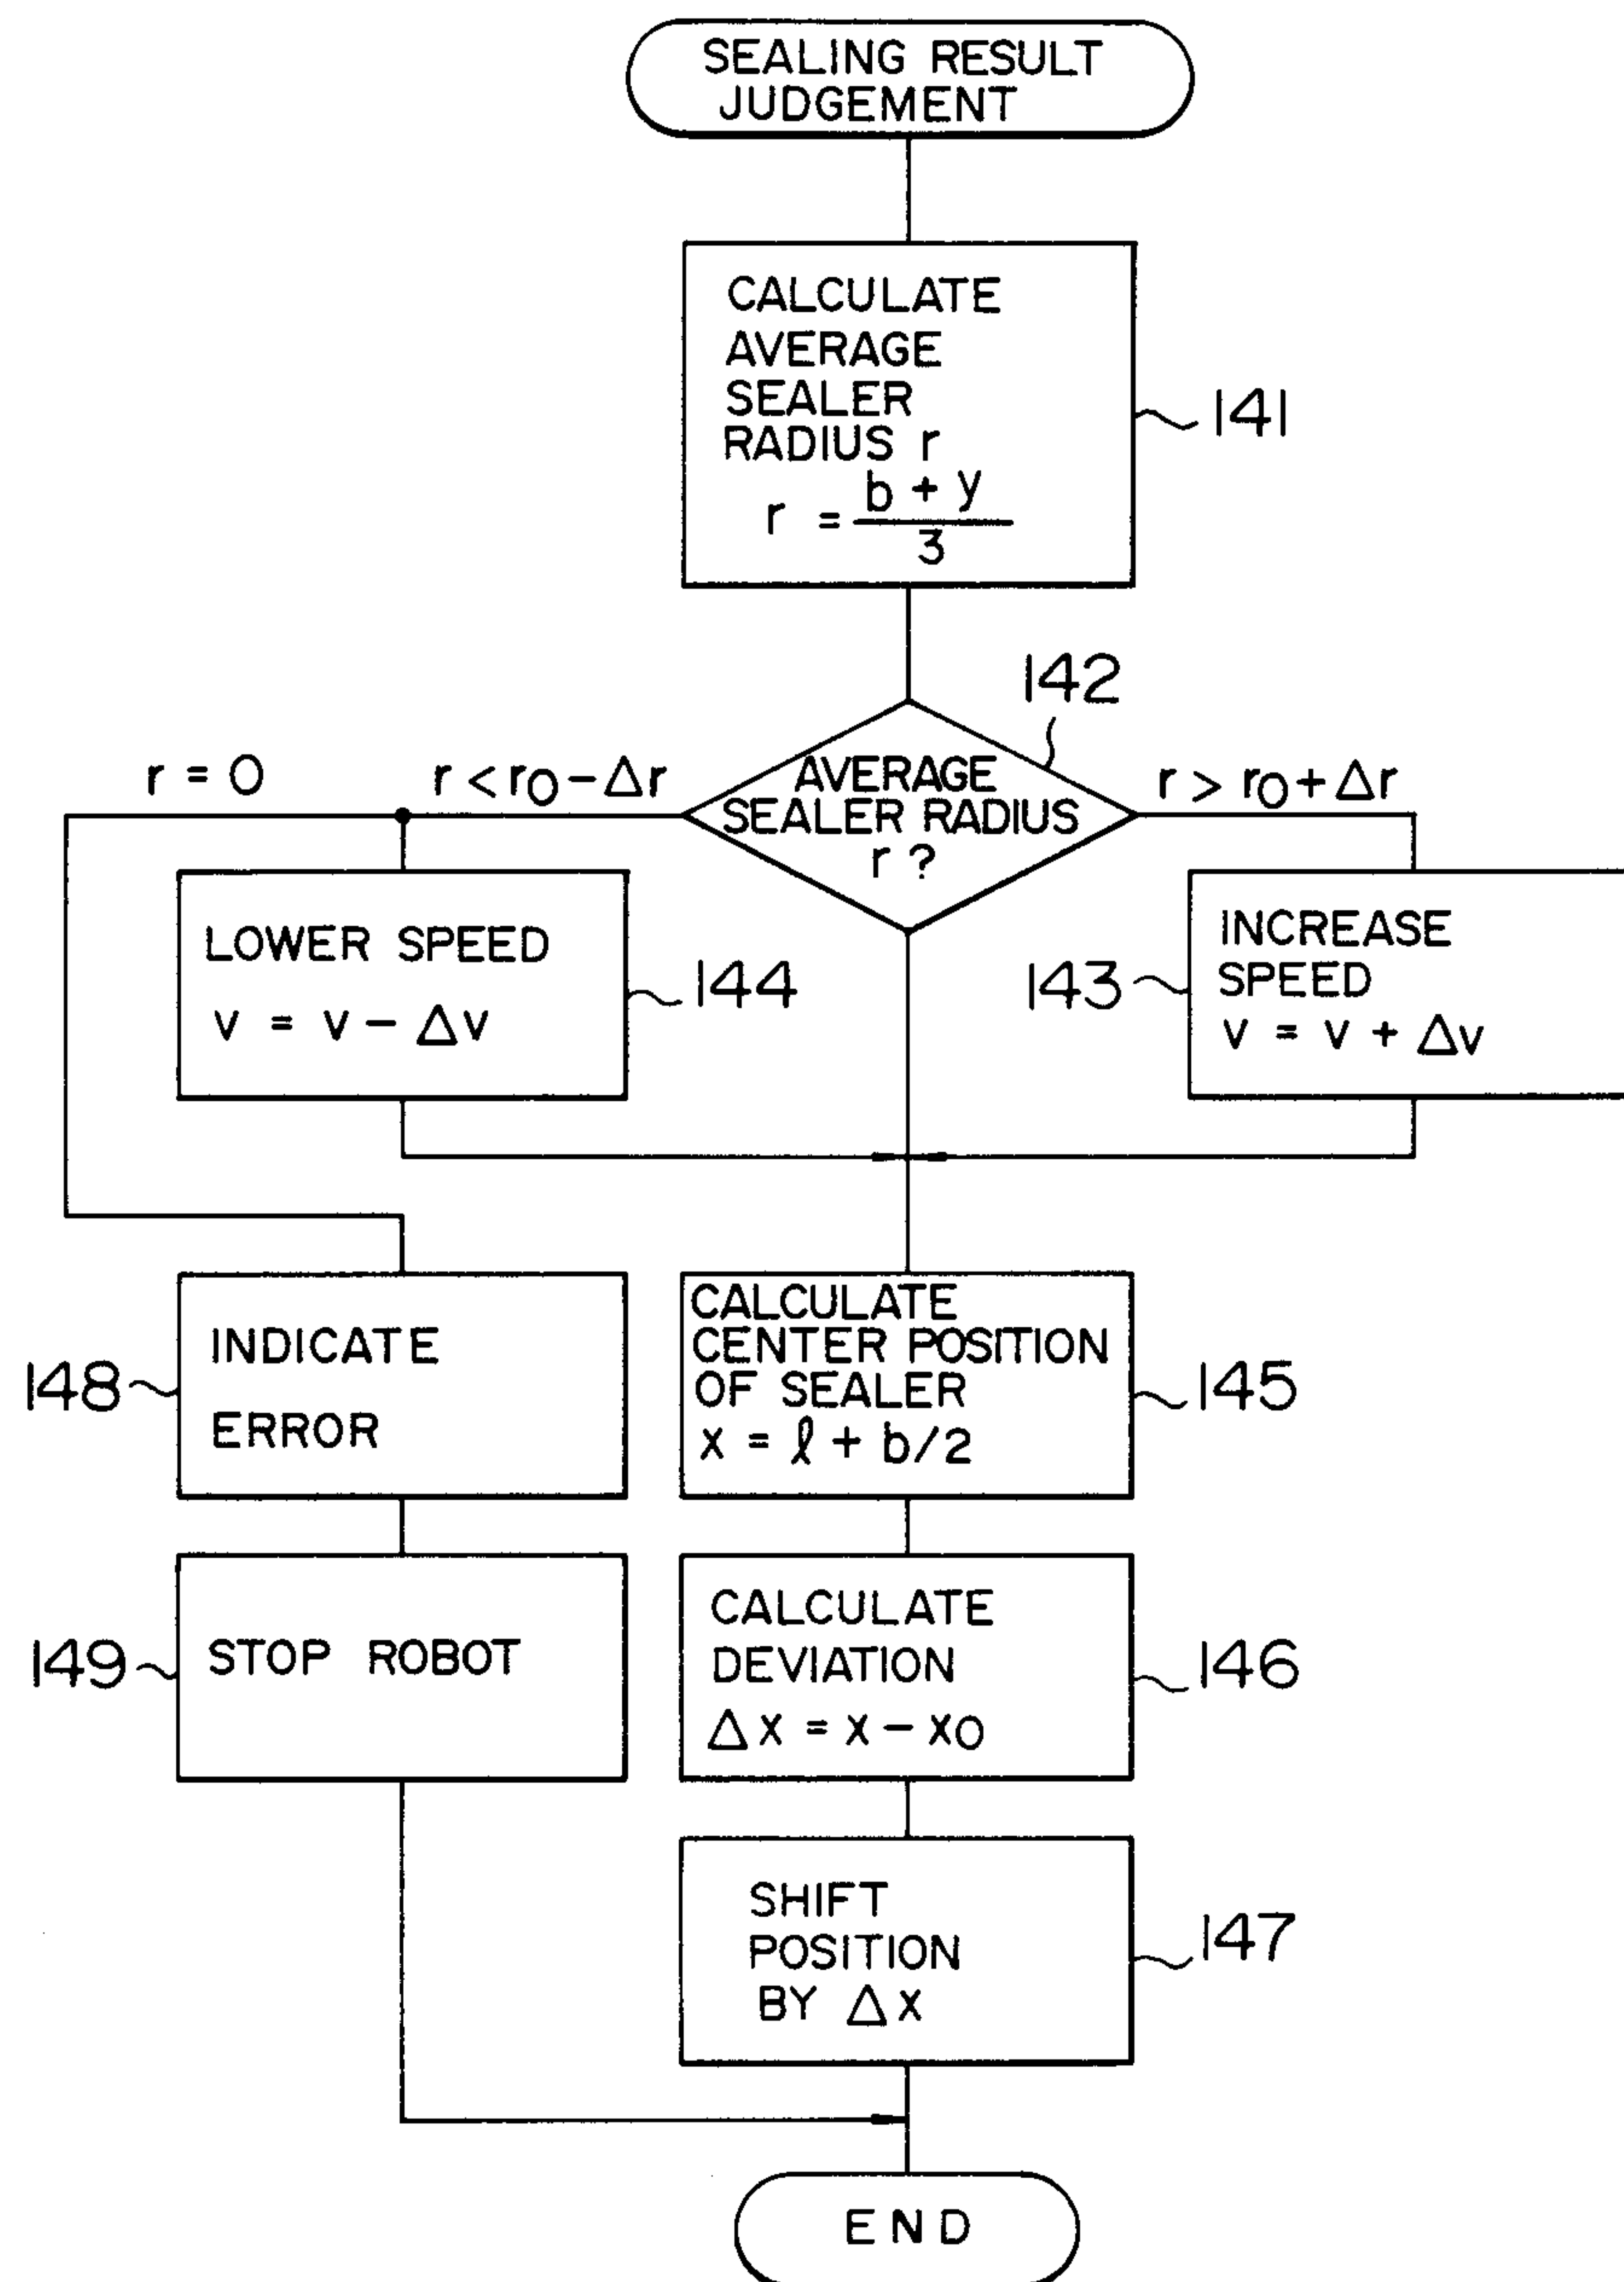 SEALING RESULT
JUDGEMENT
CALCULATE
AVERAGE
SEALER
RADIUS r
r = (b + y)/3
141
142
r = 0
r < r0 − Δr
AVERAGE
SEALER RADIUS
r ?
r > r0 + Δr
LOWER SPEED
v = v − Δv
144
143
INCREASE
SPEED
v = v + Δv
148
INDICATE
ERROR
CALCULATE
CENTER POSITION
OF SEALER
x = ℓ + b/2
145
149
STOP ROBOT
CALCULATE
DEVIATION
Δx = x − x0
146
SHIFT
POSITION
BY Δx
147
END